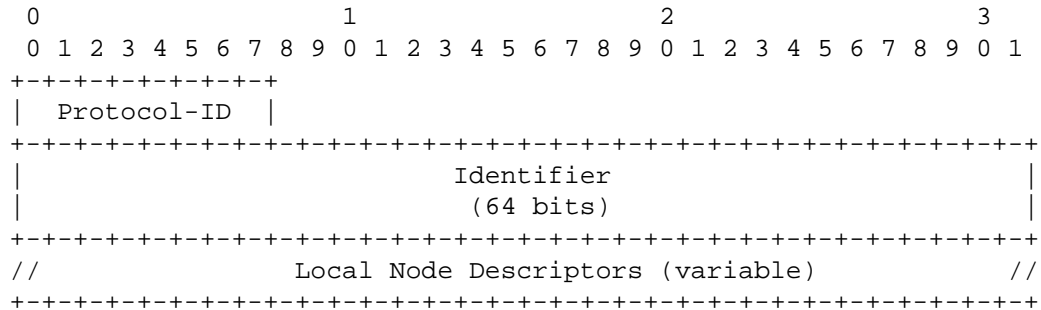 0                   1                   2                   3
 0 1 2 3 4 5 6 7 8 9 0 1 2 3 4 5 6 7 8 9 0 1 2 3 4 5 6 7 8 9 0 1
+-+-+-+-+-+-+-+-+
|  Protocol-ID  |
+-+-+-+-+-+-+-+-+-+-+-+-+-+-+-+-+-+-+-+-+-+-+-+-+-+-+-+-+-+-+-+-+
|                           Identifier                          |
|                            (64 bits)                          |
+-+-+-+-+-+-+-+-+-+-+-+-+-+-+-+-+-+-+-+-+-+-+-+-+-+-+-+-+-+-+-+-+
//                Local Node Descriptors (variable)            //
+-+-+-+-+-+-+-+-+-+-+-+-+-+-+-+-+-+-+-+-+-+-+-+-+-+-+-+-+-+-+-+-+